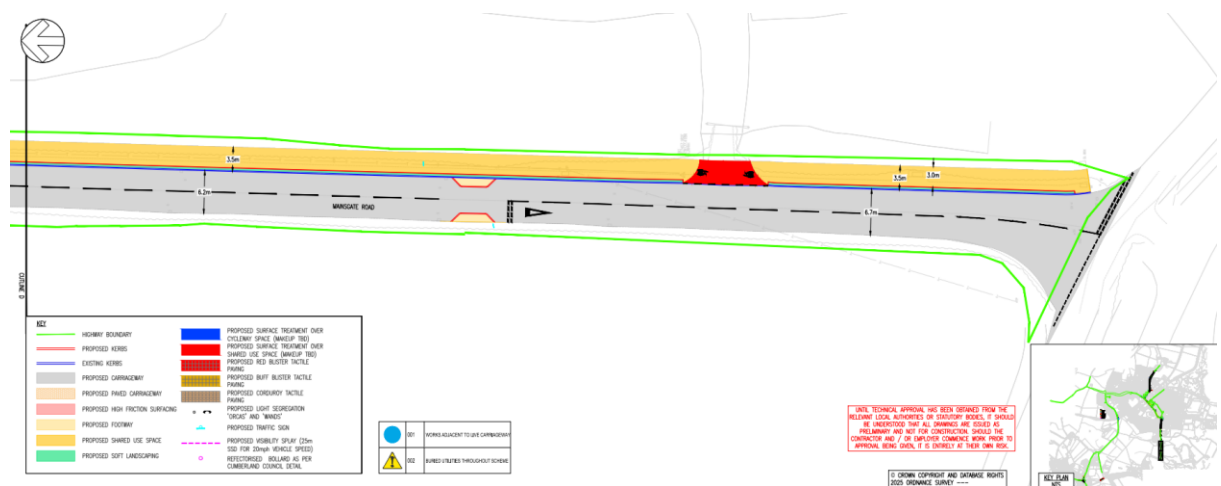 3.5m
6.2m
MAINSGATE ROAD
3.5m
3.0m
6.7m
CUTLINE D
KEY
HIGHWAY BOUNDARY
PROPOSED KERBS
EXISTING KERBS
PROPOSED CARRIAGEWAY
PROPOSED PAVED CARRIAGEWAY
PROPOSED HIGH FRICTION SURFACING
PROPOSED FOOTWAY
PROPOSED SHARED USE SPACE
PROPOSED SOFT LANDSCAPING
PROPOSED SURFACE TREATMENT OVER
CYCLEWAY SPACE (MAKEUP TBD)
PROPOSED SURFACE TREATMENT OVER
SHARED USE SPACE (MAKEUP TBD)
PROPOSED RED BLISTER TACTILE
PAVING
PROPOSED BUFF BLISTER TACTILE
PAVING
PROPOSED CORDUROY TACTILE
PAVING
PROPOSED LIGHT SEGREGATION
"ORCAS" AND "WANDS"
PROPOSED TRAFFIC SIGN
PROPOSED VISIBILITY SPLAY (25m
SSD FOR 20mph VEHICLE SPEED)
REFECTORISED BOLLARD AS PER
CUMBERLAND COUNCIL DETAIL
001 WORKS ADJACENT TO LIVE CARRIAGEWAY
002 BURIED UTILITIES THROUGHOUT SCHEME
UNTIL TECHNICAL APPROVAL HAS BEEN OBTAINED FROM THE
RELEVANT LOCAL AUTHORITIES OR STATUTORY BODIES, IT SHOULD
BE UNDERSTOOD THAT ALL DRAWINGS ARE ISSUED AS
PRELIMINARY AND NOT FOR CONSTRUCTION. SHOULD THE
CONTRACTOR AND / OR EMPLOYER COMMENCE WORK PRIOR TO
APPROVAL BEING GIVEN, IT IS ENTIRELY AT THEIR OWN RISK.
© CROWN COPYRIGHT AND DATABASE RIGHTS
2025 ORDNANCE SURVEY ---
KEY PLAN
NTS